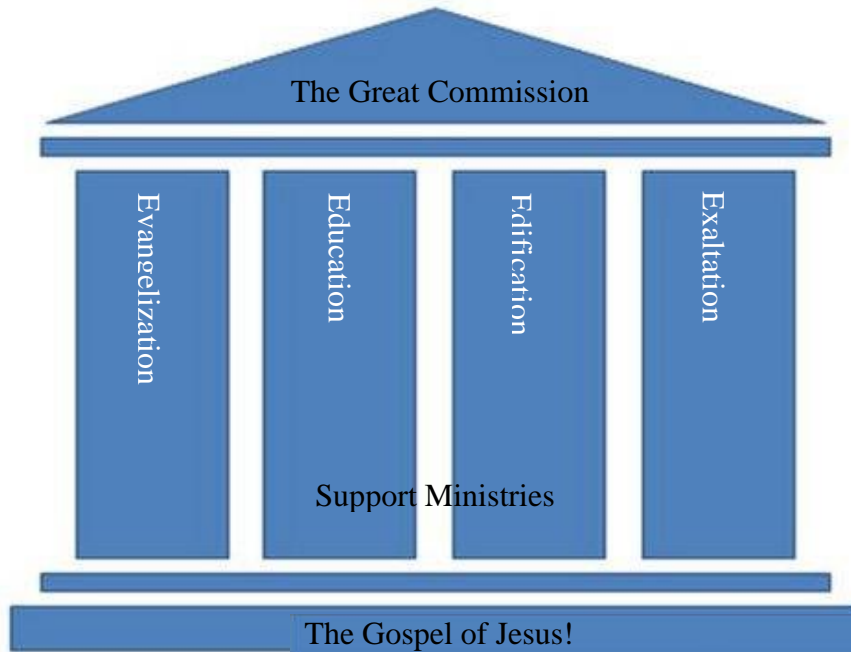 The Great Commission
Evangelization
Education
Edification
Exaltation
Support Ministries
The Gospel of Jesus!